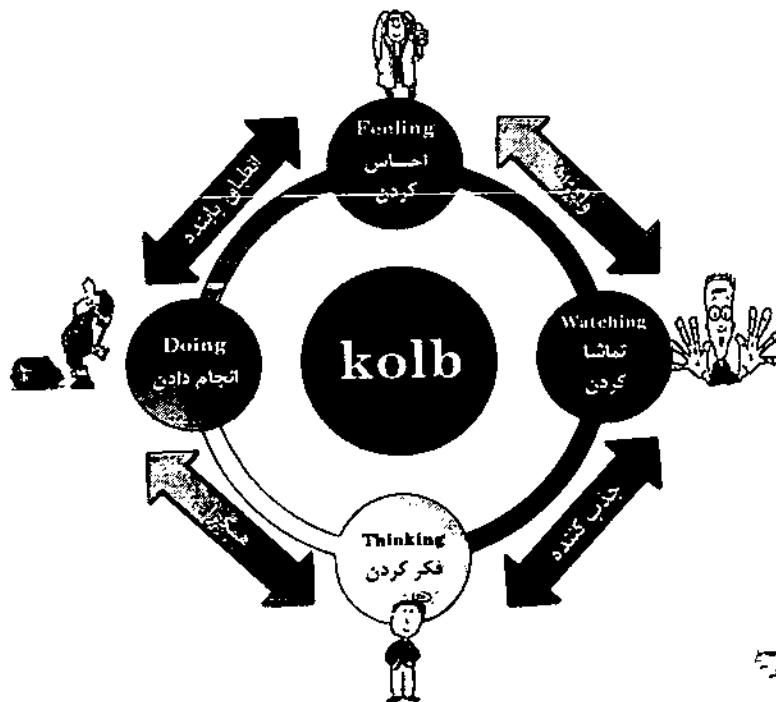 Feeling
احساس
کردن
انطباق یابنده
واگرا
Doing
انجام دادن
kolb
Watching
تماشا
کردن
همگرا
جذب کننده
Thinking
فکر کردن